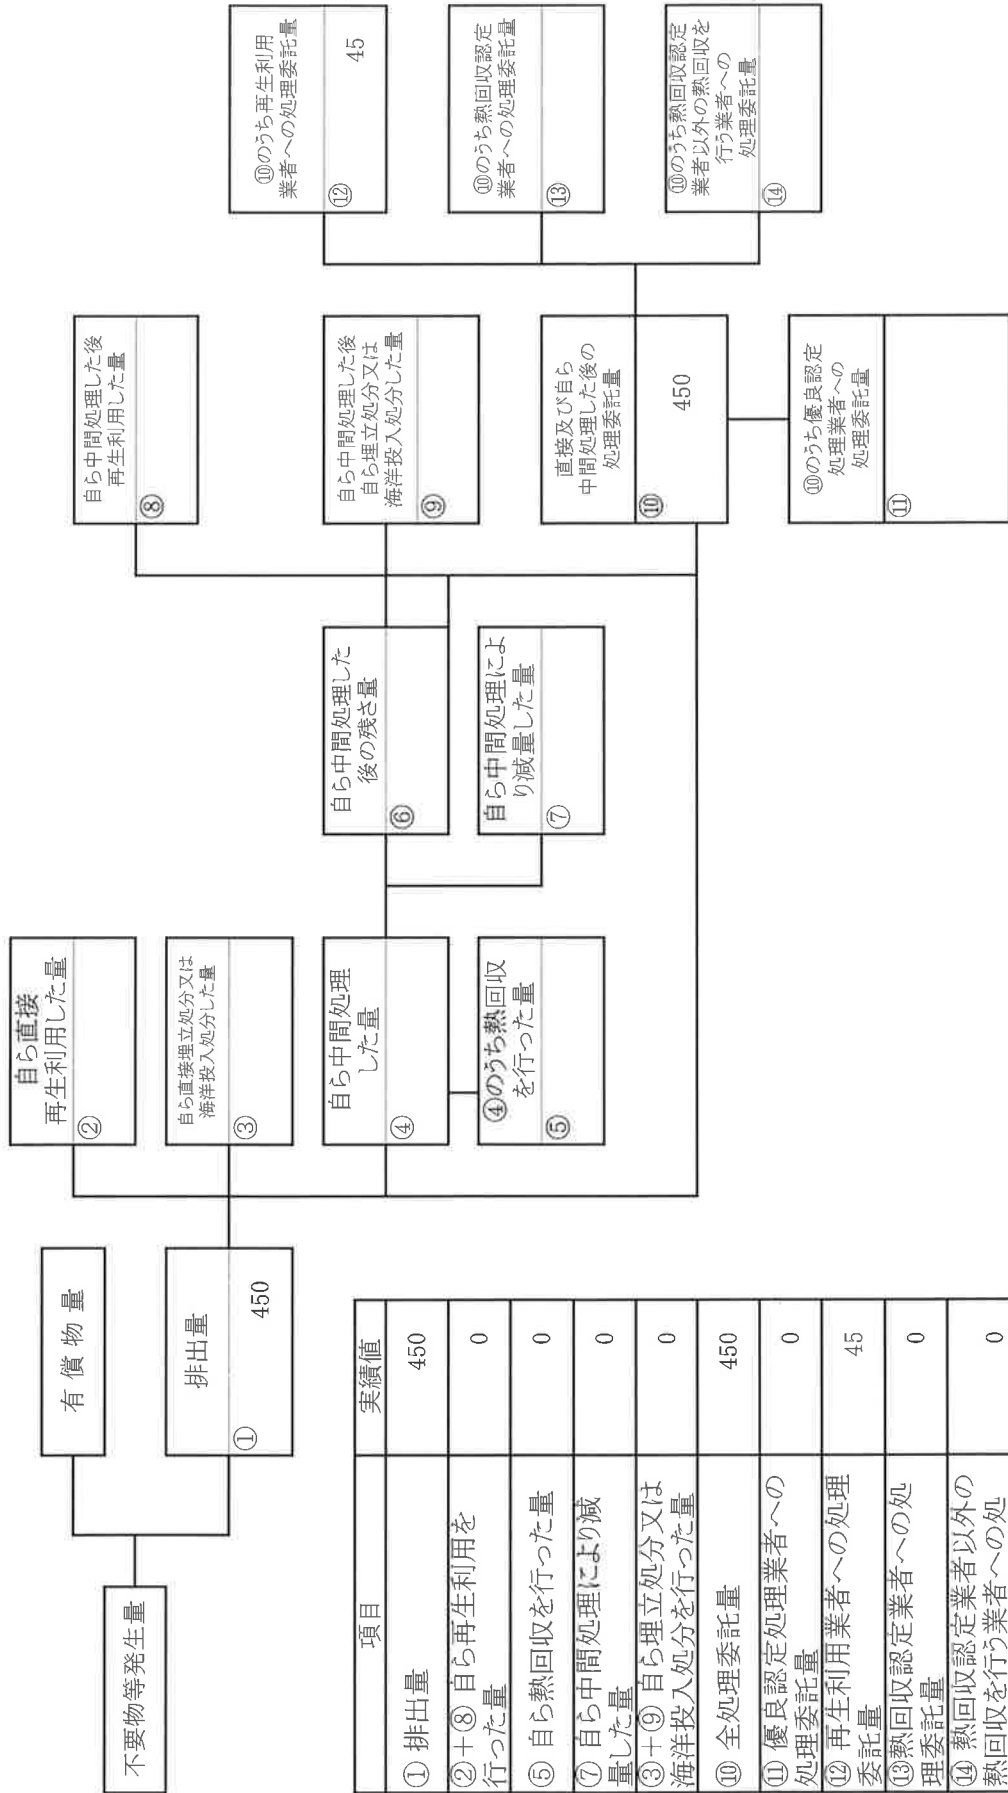 不要物等発生量
有償物量
排出量
①
450
自ら直接
再生利用した量
②
自ら直接埋立処分又は
海洋投入処分した量
③
自ら中間処理
した量
④
④のうち熱回収
を行った量
⑤
自ら中間処理した
後の残さ量
⑥
自ら中間処理によ
り減量した量
⑦
自ら中間処理した後
再生利用した量
⑧
自ら中間処理した後
自ら埋立処分又は
海洋投入処分した量
⑨
直接及び自ら
中間処理した後の
処理委託量
⑩
450
⑩のうち優良認定
処理業者への
処理委託量
⑪
⑩のうち再生利用
業者への処理委託量
⑫
45
⑩のうち熱回収認定
業者への処理委託量
⑬
⑩のうち熱回収認定
業者以外の熱回収を
行う業者への
処理委託量
⑭
項目 実績値
①排出量 450
②+⑧ 自ら再生利用を
行った量 0
⑤ 自ら熱回収を行った量 0
⑦ 自ら中間処理により減
量した量 0
③+⑨ 自ら埋立処分又は
海洋投入処分を行った量 0
⑩ 全処理委託量 450
⑪ 優良認定処理業者への
処理委託量 0
⑫ 再生利用業者への処理
委託量 45
⑬熱回収認定業者への処
理委託量 0
⑭ 熱回収認定業者以外の
熱回収を行う業者への処 0